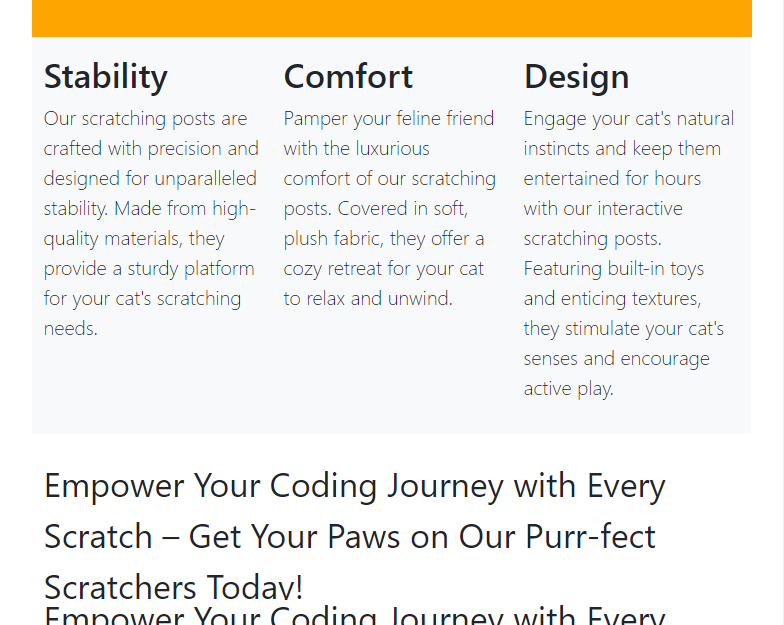 Stability
Our scratching posts are
crafted with precision and
designed for unparalleled
stability. Made from high-
quality materials, they
provide a sturdy platform
for your cat's scratching
needs.
Comfort
Pamper your feline friend
with the luxurious
comfort of our scratching
posts. Covered in soft,
plush fabric, they offer a
cozy retreat for your cat
to relax and unwind.
Design
Engage your cat's natural
instincts and keep them
entertained for hours
with our interactive
scratching posts.
Featuring built-in toys
and enticing textures,
they stimulate your cat's
senses and encourage
active play.
Empower Your Coding Journey with Every
Scratch – Get Your Paws on Our Purr-fect
Scratchers Today!
Empower Your Coding Journey with Every